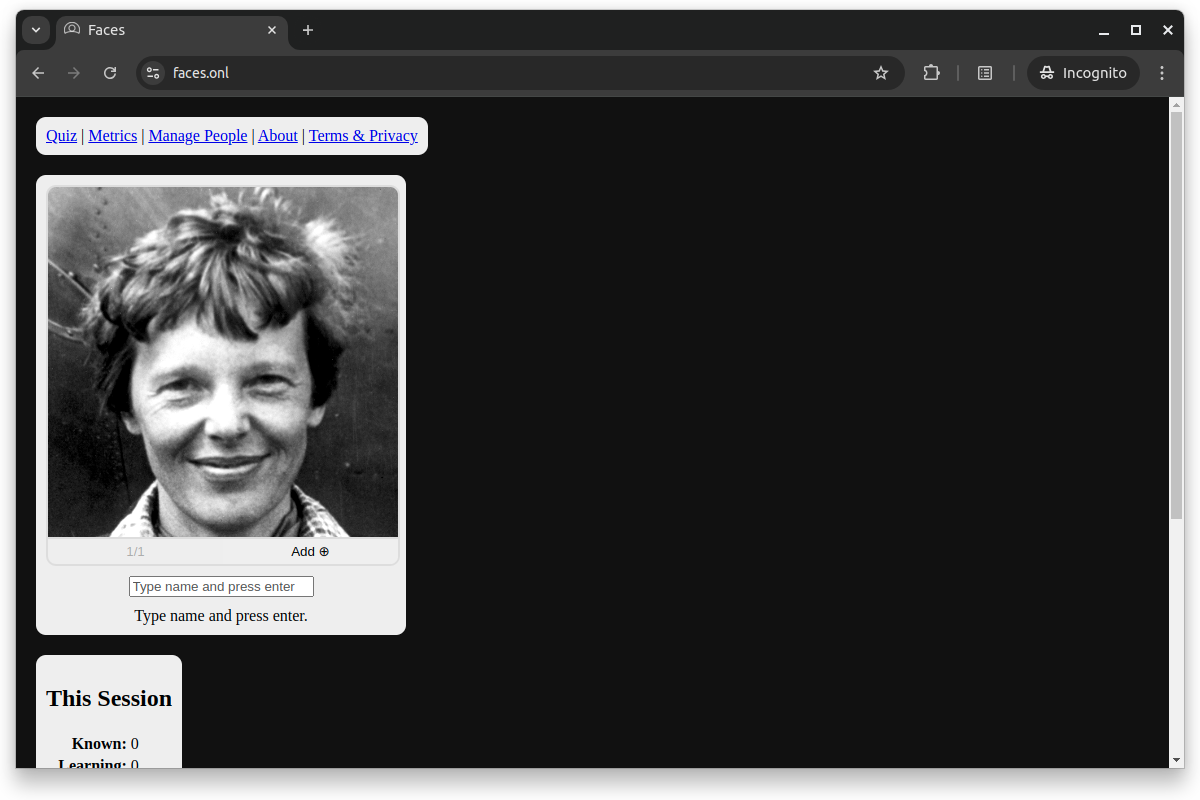 Faces
faces.onl
Incognito
Quiz | Metrics | Manage People | About | Terms & Privacy
1/1 Add ⊕
Type name and press enter
Type name and press enter.
This Session
Known: 0
Learning: 0